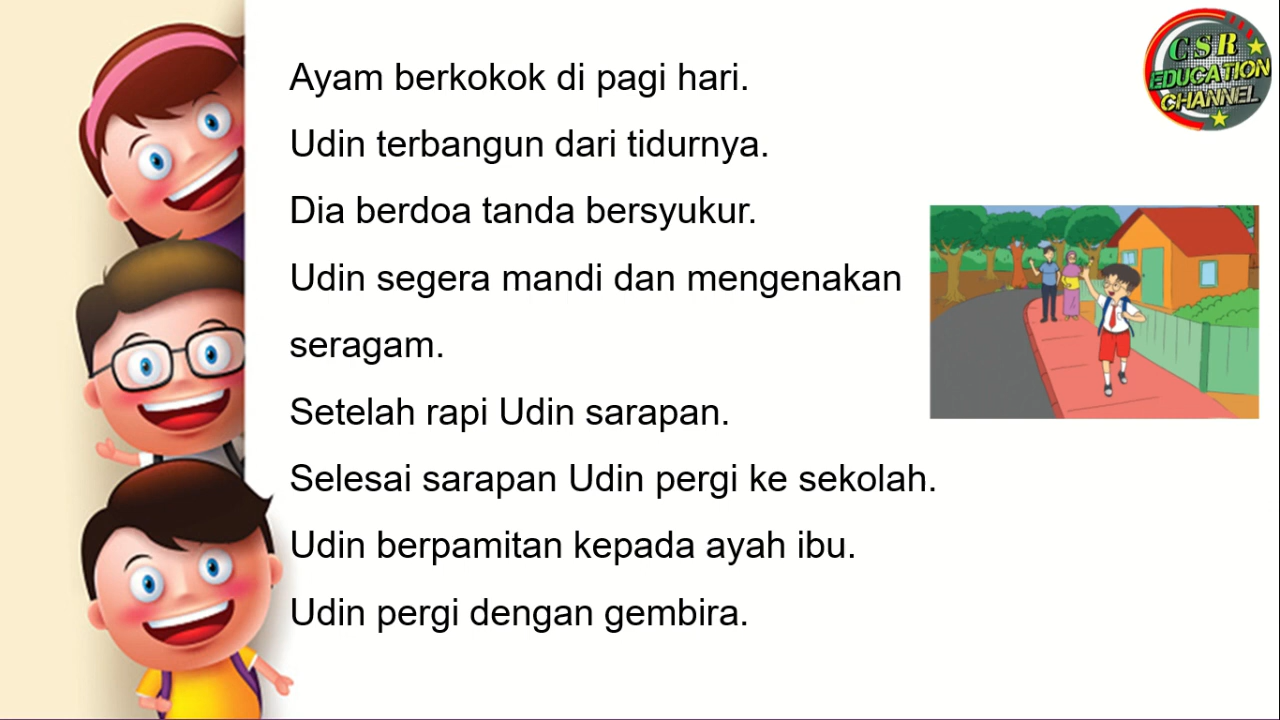 Ayam berkokok di pagi hari.
Udin terbangun dari tidurnya.
Dia berdoa tanda bersyukur.
Udin segera mandi dan mengenakan
seragam.
Setelah rapi Udin sarapan.
Selesai sarapan Udin pergi ke sekolah.
Udin berpamitan kepada ayah ibu.
Udin pergi dengan gembira.
CSR
EDUCATION
CHANNEL